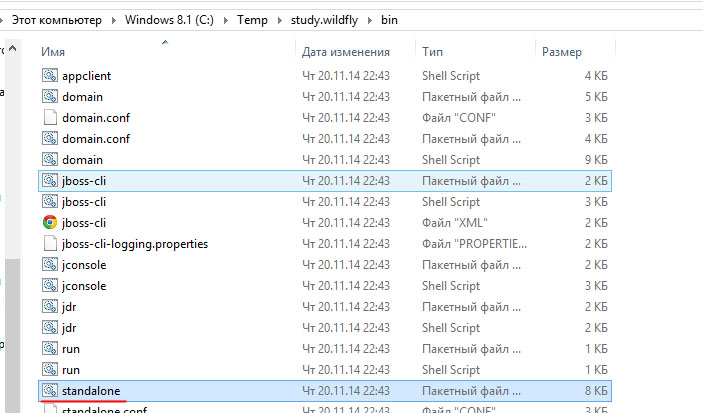 Этот компьютер Windows 8.1 (C:) Temp study.wildfly bin
Имя Дата изменения Тип Размер
appclient Чт 20.11.14 22:43 Shell Script 4 КБ
domain Чт 20.11.14 22:43 Пакетный файл ... 5 КБ
domain.conf Чт 20.11.14 22:43 Файл "CONF" 3 КБ
domain.conf Чт 20.11.14 22:43 Пакетный файл ... 4 КБ
domain Чт 20.11.14 22:43 Shell Script 9 КБ
jboss-cli Чт 20.11.14 22:43 Пакетный файл ... 2 КБ
jboss-cli Чт 20.11.14 22:43 Shell Script 3 КБ
jboss-cli Чт 20.11.14 22:43 Файл "XML" 2 КБ
jboss-cli-logging.properties Чт 20.11.14 22:43 Файл "PROPERTIE... 2 КБ
jconsole Чт 20.11.14 22:43 Пакетный файл ... 3 КБ
jconsole Чт 20.11.14 22:43 Shell Script 3 КБ
jdr Чт 20.11.14 22:43 Пакетный файл ... 2 КБ
jdr Чт 20.11.14 22:43 Shell Script 2 КБ
run Чт 20.11.14 22:43 Пакетный файл ... 1 КБ
run Чт 20.11.14 22:43 Shell Script 1 КБ
standalone Чт 20.11.14 22:43 Пакетный файл ... 8 КБ
standalone.conf Чт 20.11.14 22:43 Файл "CONF" 3 КБ